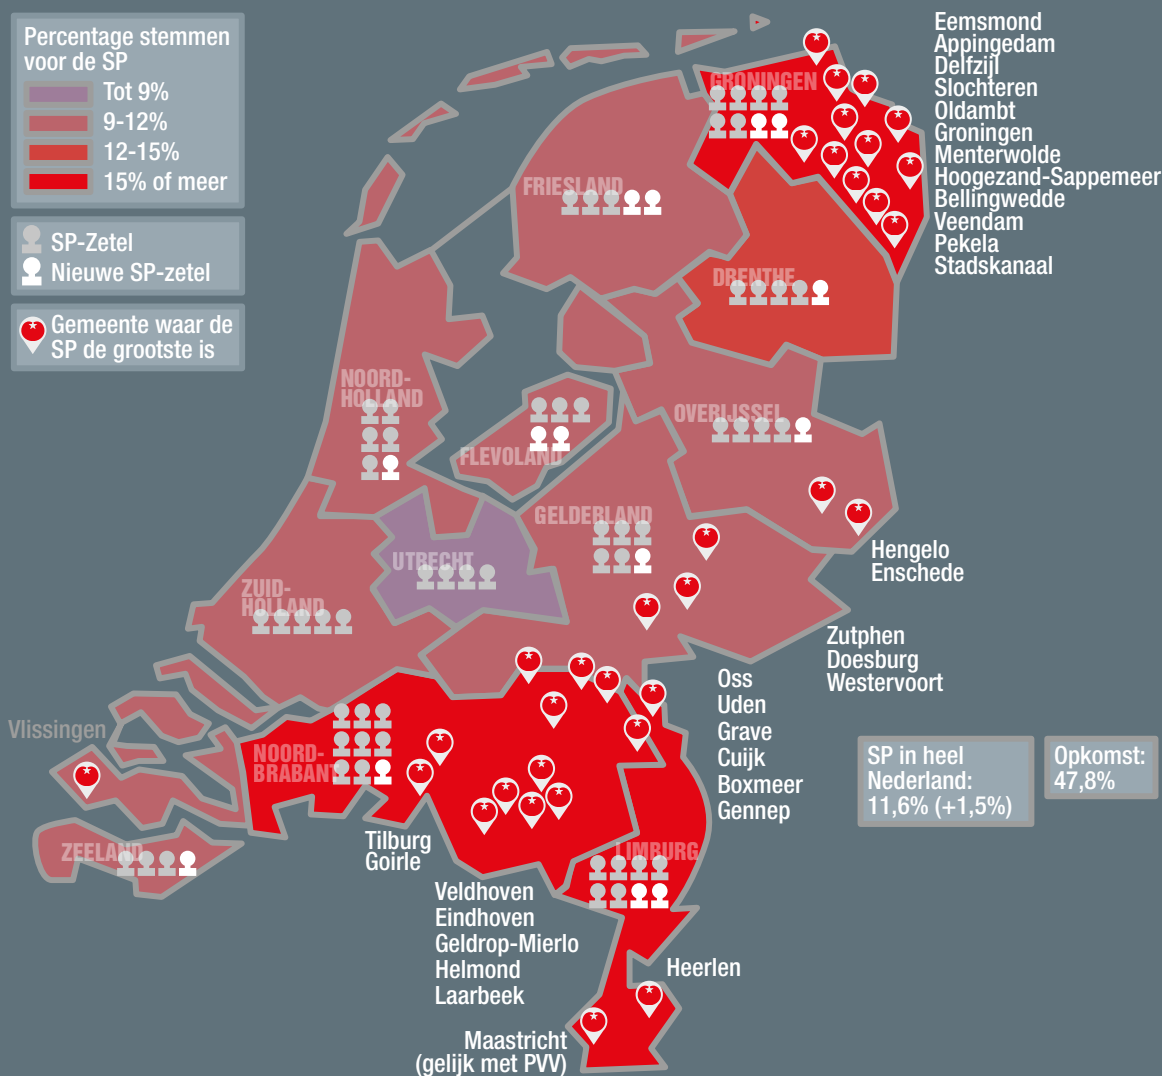 Percentage stemmen
voor de SP
Tot 9%
9-12%
12-15%
15% of meer
SP-Zetel
Nieuwe SP-zetel
Gemeente waar de
SP de grootste is
Eemsmond
Appingedam
Delfzijl
Slochteren
Oldambt
Groningen
Menterwolde
Hoogezand-Sappemeer
Bellingwedde
Veendam
Pekela
Stadskanaal
GRONINGEN
FRIESLAND
DRENTHE
NOORD-
HOLLAND
OVERIJSSEL
FLEVOLAND
GELDERLAND
UTRECHT
Hengelo
Enschede
ZUID-
HOLLAND
Zutphen
Doesburg
Westervoort
Oss
Uden
Grave
Cuijk
Boxmeer
Gennep
Vlissingen
NOORD-
BRABANT
SP in heel
Nederland:
11,6% (+1,5%)
Opkomst:
47,8%
Tilburg
Goirle
ZEELAND
LIMBURG
Veldhoven
Eindhoven
Geldrop-Mierlo
Helmond
Laarbeek
Heerlen
Maastricht
(gelijk met PVV)